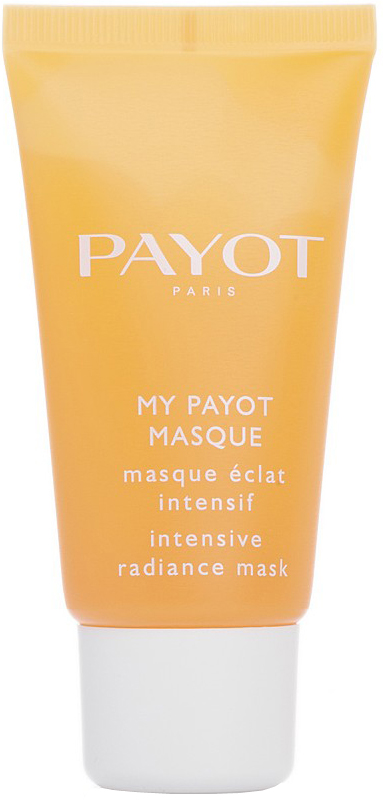 PAYOT
PARIS
MY PAYOT
MASQUE
masque éclat
intensif
intensive
radiance mask